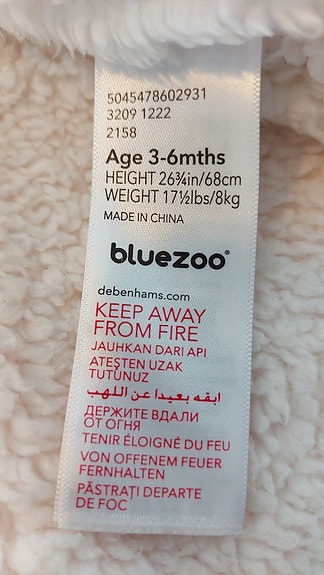 5045478602931
3209 1222
2158
Age 3-6mths
HEIGHT 26¾in/68cm
WEIGHT 17½lbs/8kg
MADE IN CHINA
bluezoo®
debenhams.com
KEEP AWAY
FROM FIRE
JAUHKAN DARI API
ATEŞTEN UZAK
TUTUNUZ
ابقه بعيدا عن اللهب
ДЕРЖИТЕ ВДАЛИ
ОТ ОГНЯ
TENIR ÉLOIGNÉ DU FEU
VON OFFENEM FEUER
FERNHALTEN
PĂSTRAȚI DEPARTE
DE FOC